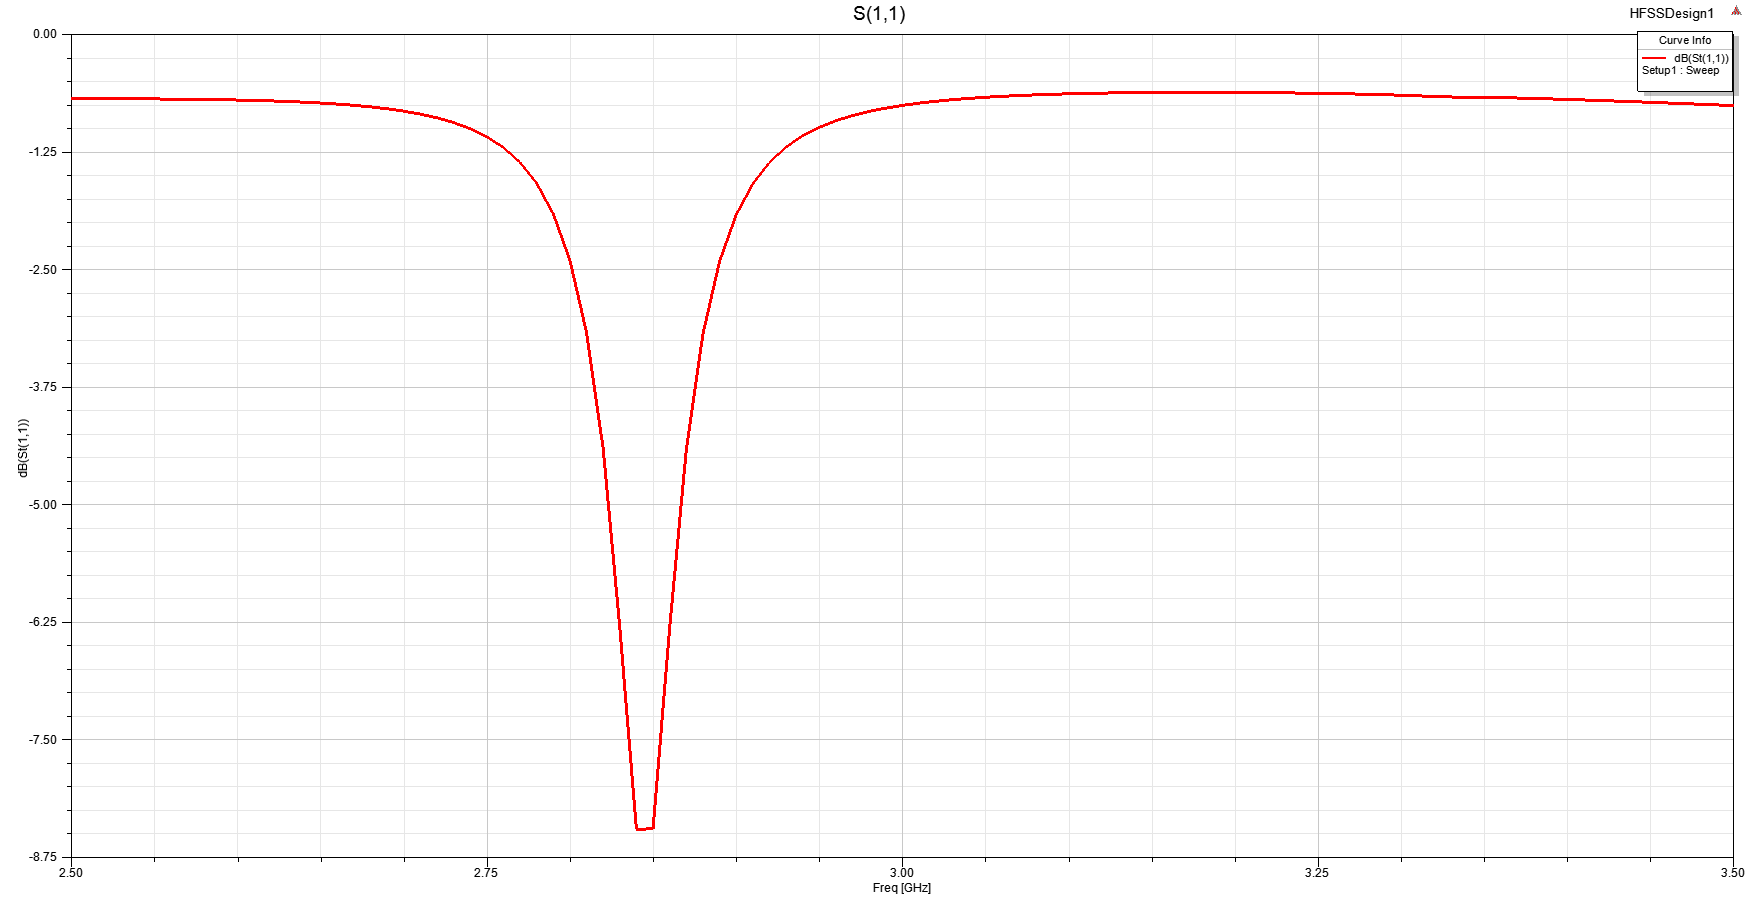 S(1,1)
HFSSDesign1
Curve Info
dB(St(1,1))
Setup1 : Sweep
0.00
-1.25
-2.50
-3.75
-5.00
-6.25
-7.50
-8.75
dB(St(1,1))
2.50
2.75
3.00
3.25
3.50
Freq [GHz]